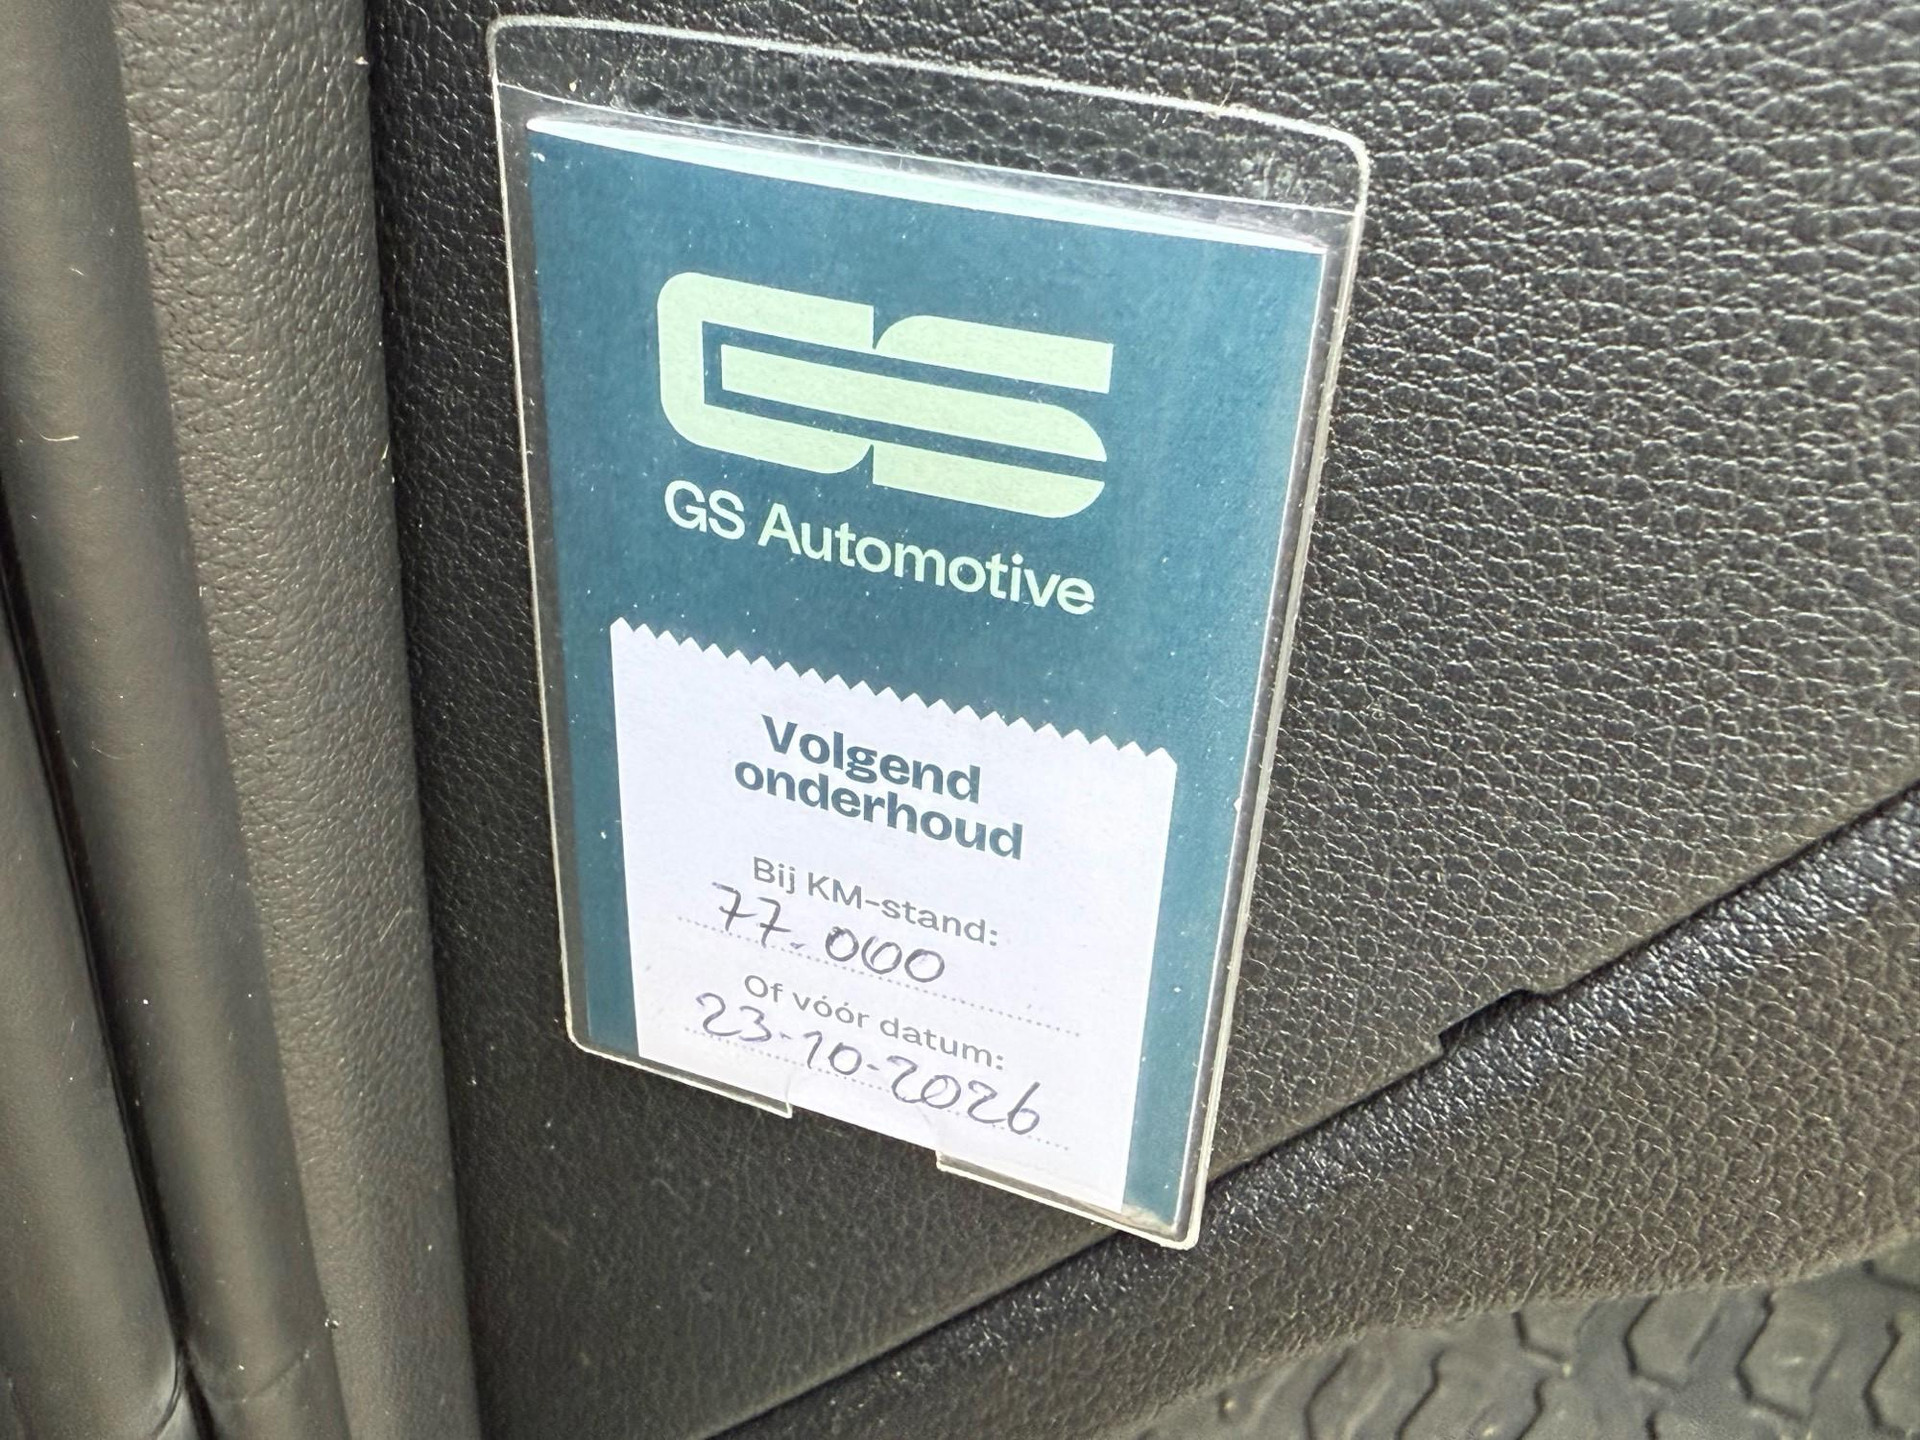 GS
GS Automotive
Volgend
onderhoud
Bij KM-stand:
77.000
Of vóór datum:
23-10-2026